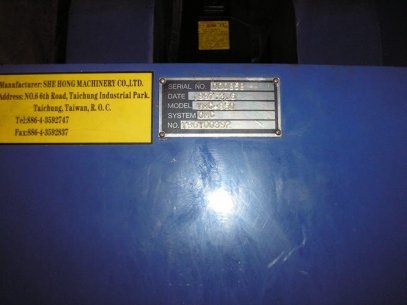 Manufacturer: SHE HONG MACHINERY CO.,LTD.
Address: NO.6 6th Road, Taichung Industrial Park.
Taichung, Taiwan, R. O. C.
Tel:886-4-3592747
Fax:886-4-3592837
SERIAL NO.
DATE
MODEL
SYSTEM
NO.